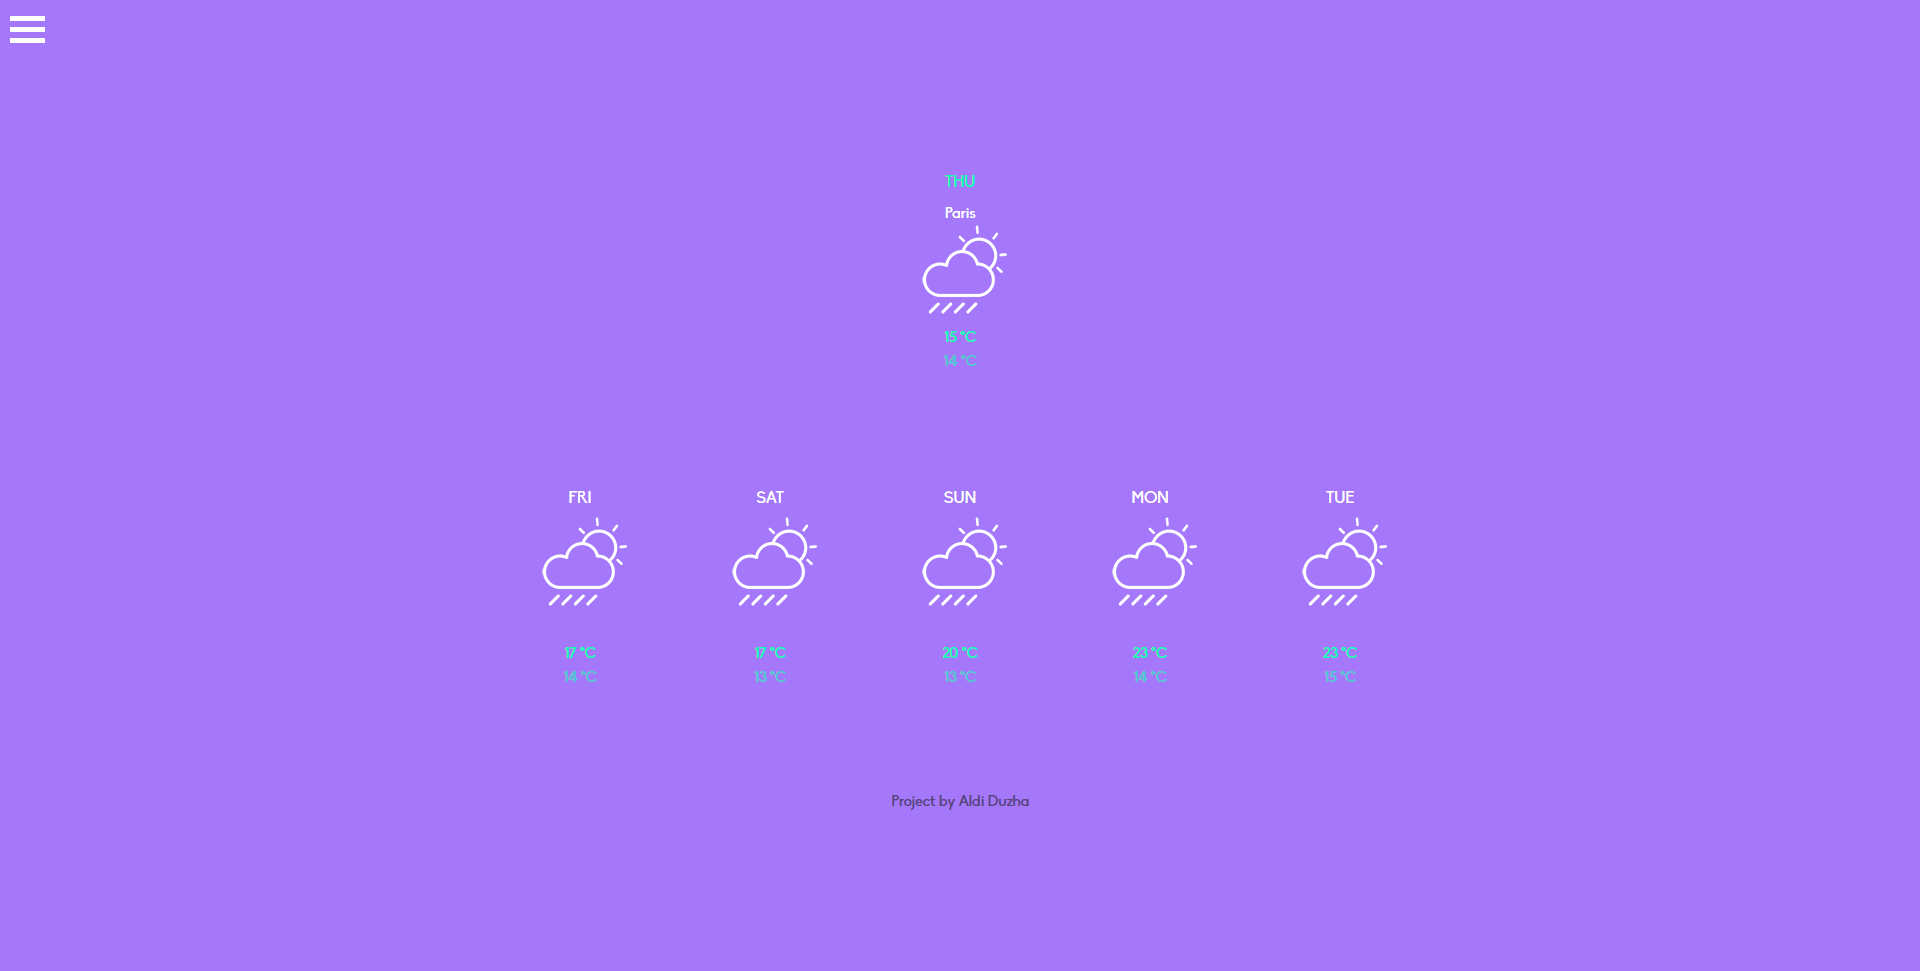 THU
Paris
15 °C
14 °C
FRI SAT SUN MON TUE
17 °C 17 °C 20 °C 23 °C 23 °C
14 °C 13 °C 13 °C 14 °C 15 °C
Project by Aldi Duzha